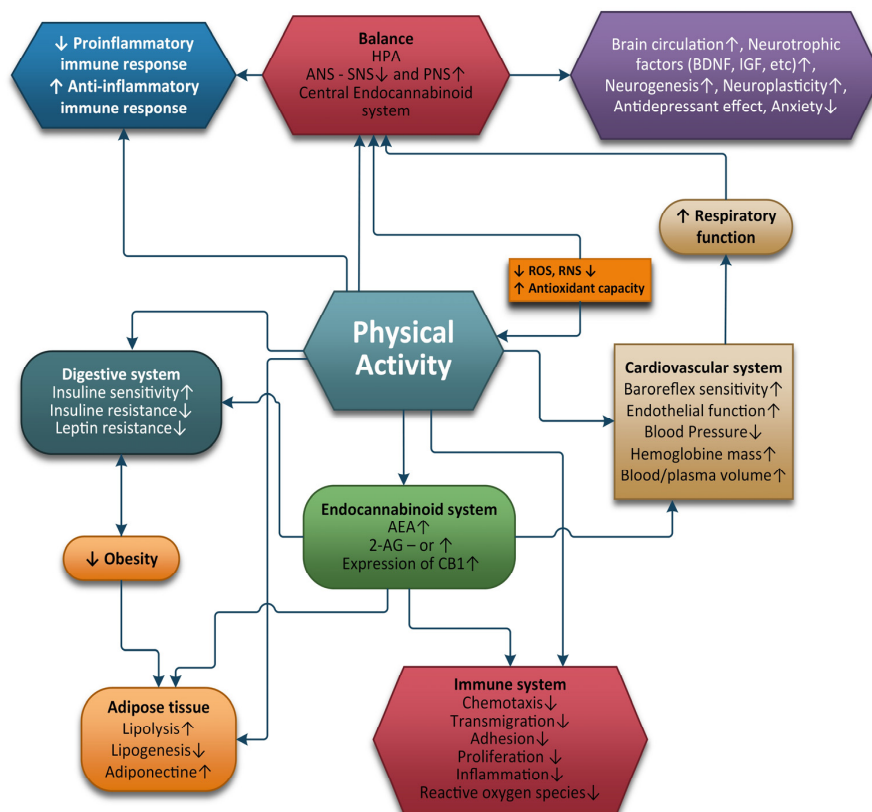 ↓ Proinflammatory
immune response
↑ Anti-inflammatory
immune response
Balance
HPA
ANS - SNS↓ and PNS↑
Central Endocannabinoid
system
Brain circulation↑, Neurotrophic
factors (BDNF, IGF, etc)↑,
Neurogenesis↑, Neuroplasticity↑,
Antidepressant effect, Anxiety↓
↑ Respiratory
function
↓ ROS, RNS ↓
↑ Antioxidant capacity
Physical
Activity
Digestive system
Insuline sensitivity↑
Insuline resistance↓
Leptin resistance↓
Cardiovascular system
Baroreflex sensitivity↑
Endothelial function↑
Blood Pressure↓
Hemoglobine mass↑
Blood/plasma volume↑
Endocannabinoid system
AEA↑
2-AG – or ↑
Expression of CB1↑
↓ Obesity
Adipose tissue
Lipolysis↑
Lipogenesis↓
Adiponectine↑
Immune system
Chemotaxis↓
Transmigration↓
Adhesion↓
Proliferation ↓
Inflammation↓
Reactive oxygen species↓